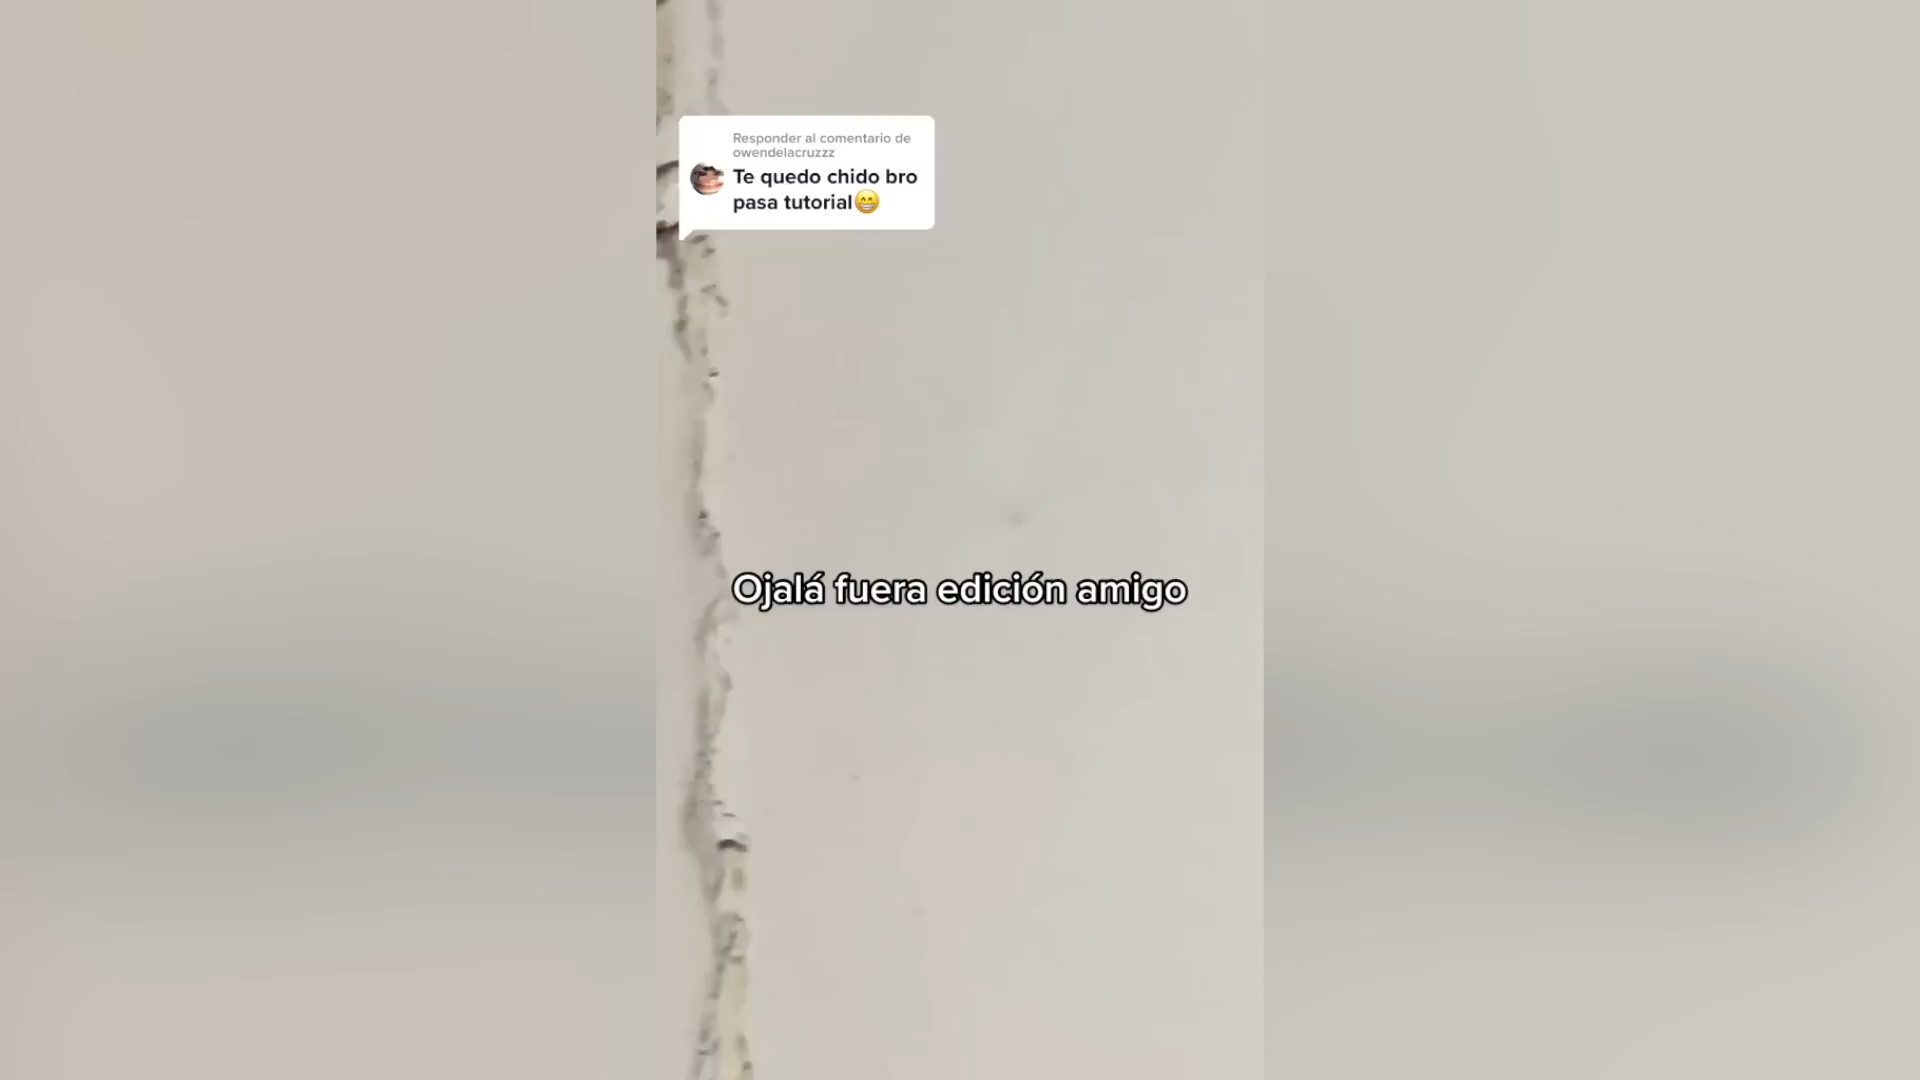 Responder al comentario de
owendelacruzzz
Te quedo chido bro
pasa tutorial😁
Ojalá fuera edición amigo